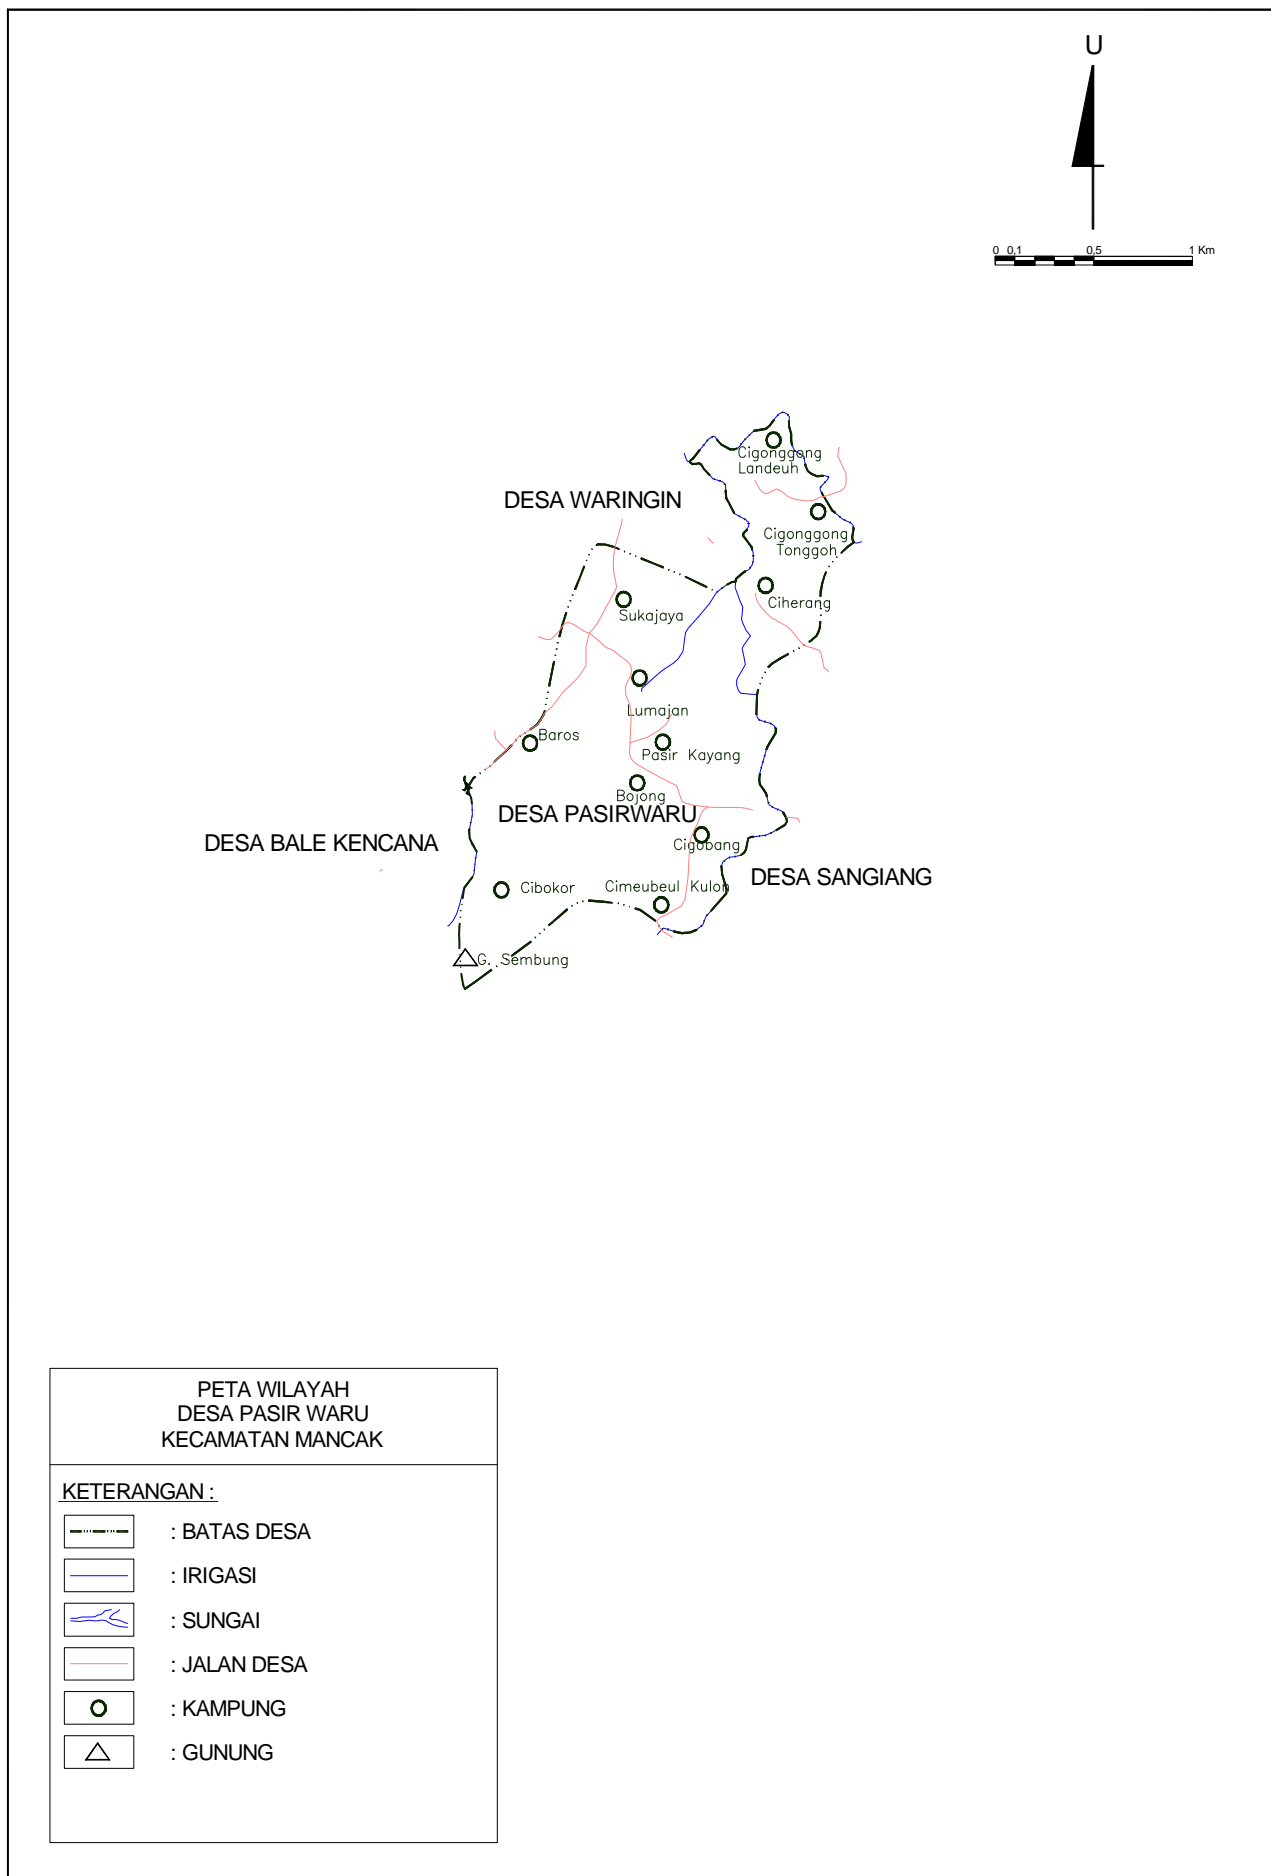 U
0 0,1 0,5 1 Km
Cigonggong
Landeuh
DESA WARINGIN
Cigonggong
Tonggoh
Ciherang
Sukajaya
Lumajan
Baros
Pasir Kayang
Bojong
DESA PASIRWARU
DESA BALE KENCANA
Cigobang
DESA SANGIANG
Cibokor
Cimeubeul Kulon
G. Sembung
PETA WILAYAH
DESA PASIR WARU
KECAMATAN MANCAK
KETERANGAN :
: BATAS DESA
: IRIGASI
: SUNGAI
: JALAN DESA
: KAMPUNG
: GUNUNG